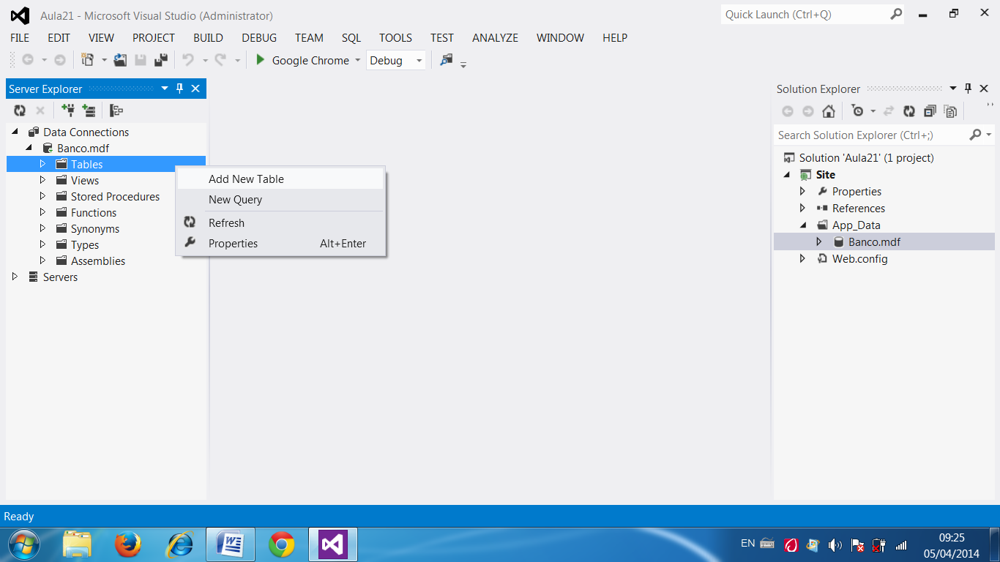 Aula21 - Microsoft Visual Studio (Administrator)
Quick Launch (Ctrl+Q)
FILE EDIT VIEW PROJECT BUILD DEBUG TEAM SQL TOOLS TEST ANALYZE WINDOW HELP
Google Chrome Debug
Server Explorer
Data Connections
Banco.mdf
Tables
Views
Stored Procedures
Functions
Synonyms
Types
Assemblies
Servers
Add New Table
New Query
Refresh
Properties Alt+Enter
Solution Explorer
Search Solution Explorer (Ctrl+;)
Solution 'Aula21' (1 project)
Site
Properties
References
App_Data
Banco.mdf
Web.config
Ready
EN
09:25
05/04/2014